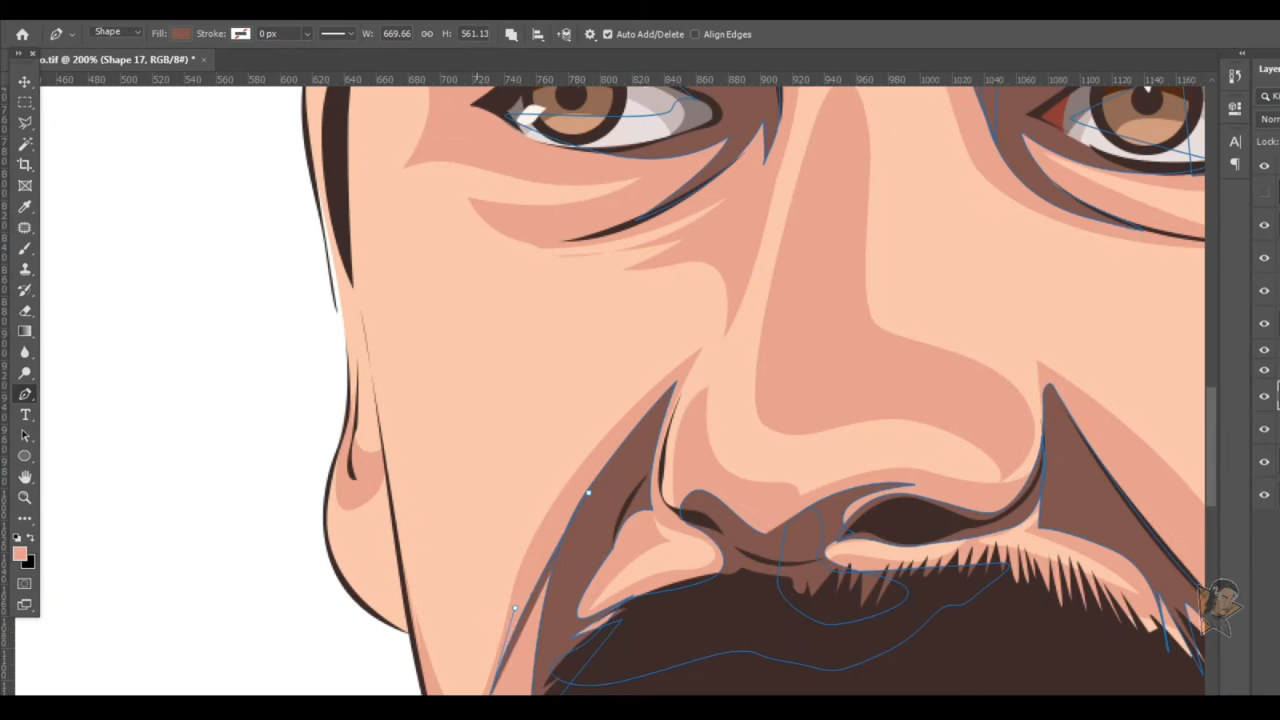 Shape Fill: Stroke: 0 px W: 669.66 H: 561.13 Auto Add/Delete Align Edges
o.tif @ 200% (Shape 17, RGB/8#) * × Layer
460 480 500 520 540 560 580 600 620 640 660 680 700 720 740 760 780 800 820 840 860 880 900 920 940 960 980 1000 1020 1040 1060 1080 1100 1120 1140 1160
Nor
Lock: